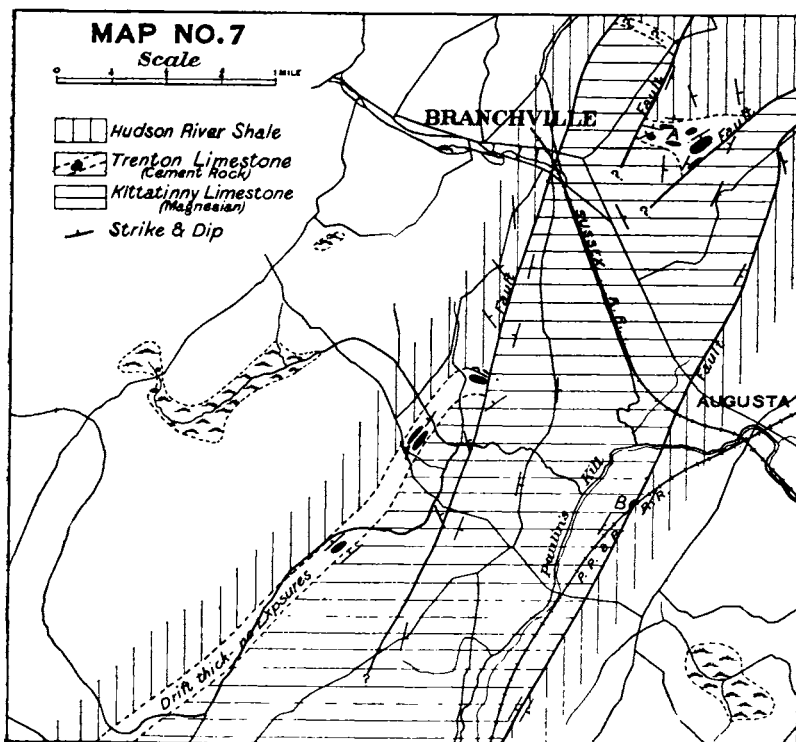 MAP NO.7
Scale
0
1 MILE
Hudson River Shale
Trenton Limestone
(Cement Rock)
Kittatinny Limestone
(Magnesian)
Strike & Dip
BRANCHVILLE
Fault
A
Fault
?
?
SUSSEX R.R.
Fault
Fault
AUGUSTA
Paulins Kill
B
R.R.
Drift thick - no Expsures
?